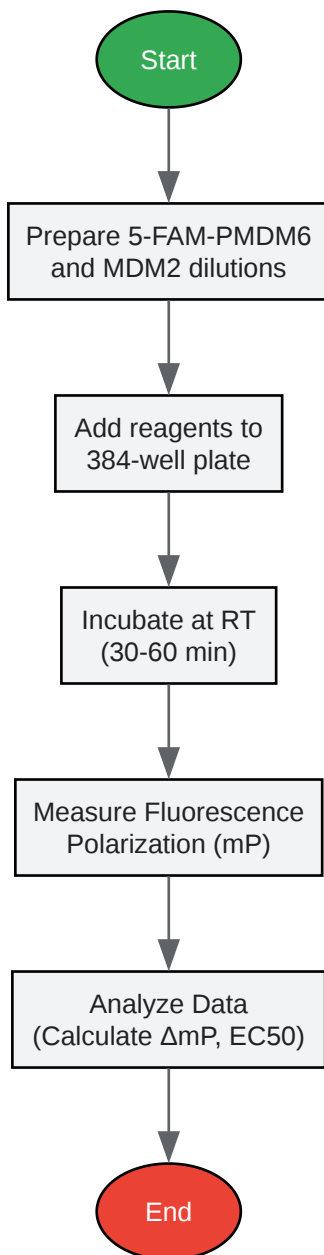 Start
Prepare 5-FAM-PMDM6
and MDM2 dilutions
Add reagents to
384-well plate
Incubate at RT
(30-60 min)
Measure Fluorescence
Polarization (mP)
Analyze Data
(Calculate ΔmP, EC50)
End